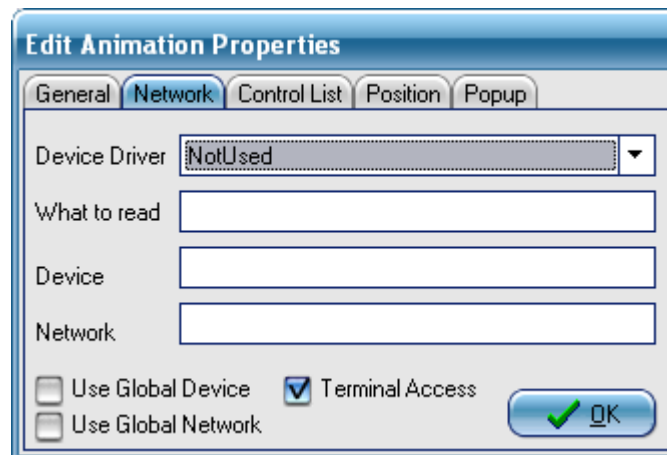 Edit Animation Properties
General Network Control List Position Popup
Device Driver NotUsed
What to read
Device
Network
Use Global Device Terminal Access
Use Global Network
OK